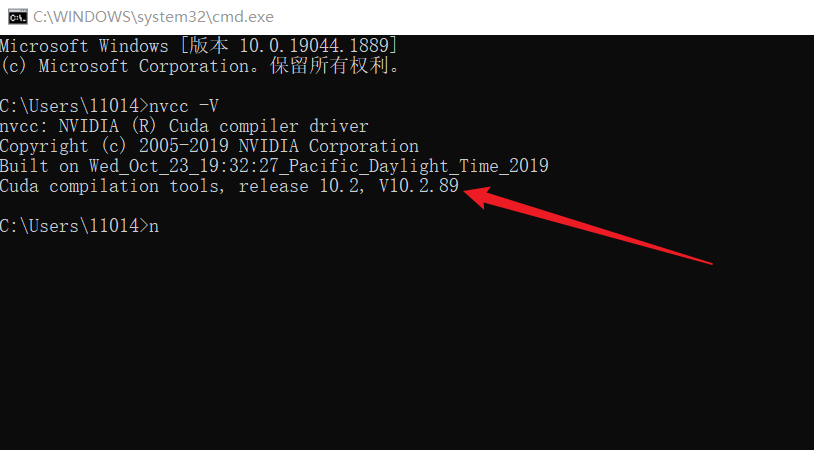 C:\WINDOWS\system32\cmd.exe
Microsoft Windows [版本 10.0.19044.1889]
(c) Microsoft Corporation。保留所有权利。
C:\Users\11014>nvcc -V
nvcc: NVIDIA (R) Cuda compiler driver
Copyright (c) 2005-2019 NVIDIA Corporation
Built on Wed_Oct_23_19:32:27_Pacific_Daylight_Time_2019
Cuda compilation tools, release 10.2, V10.2.89
C:\Users\11014>n